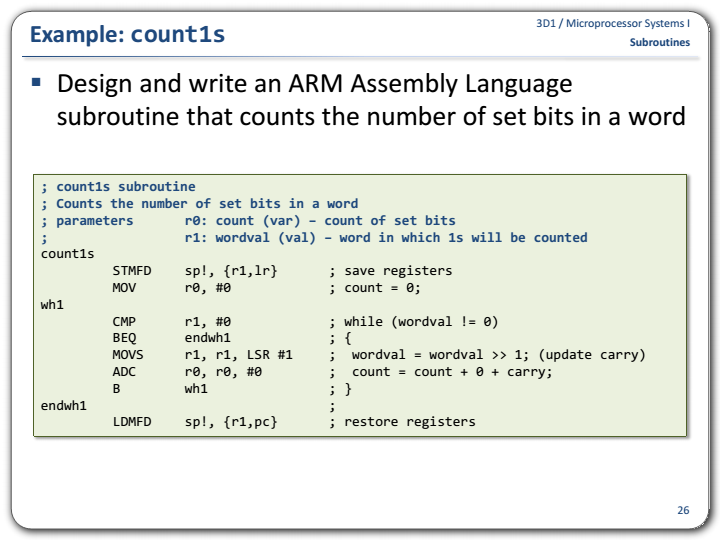 Example: count1s
3D1 / Microprocessor Systems I
Subroutines
Design and write an ARM Assembly Language
subroutine that counts the number of set bits in a word
; count1s subroutine
; Counts the number of set bits in a word
; parameters r0: count (var) – count of set bits
; r1: wordval (val) – word in which 1s will be counted
count1s
STMFD sp!, {r1,lr} ; save registers
MOV r0, #0 ; count = 0;
wh1
CMP r1, #0 ; while (wordval != 0)
BEQ endwh1 ; {
MOVS r1, r1, LSR #1 ; wordval = wordval >> 1; (update carry)
ADC r0, r0, #0 ; count = count + 0 + carry;
B wh1 ; }
endwh1 ;
LDMFD sp!, {r1,pc} ; restore registers
26